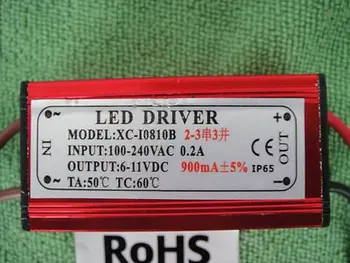 LED DRIVER
MODEL:XC-I0810B 2-3串3并
INPUT:100-240VAC 0.2A
OUTPUT:6-11VDC 900mA±5% IP65
TA:50℃ TC:60℃
IN
+ OUT -
CE
RoHS